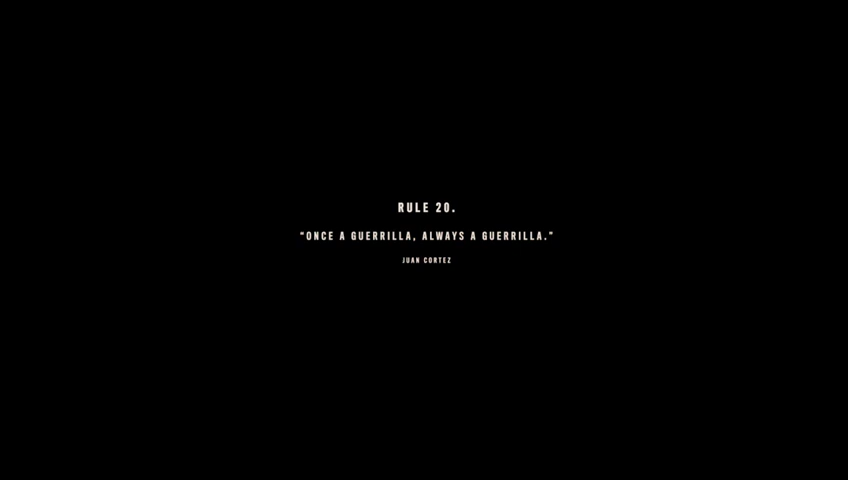 RULE 20.
“ONCE A GUERRILLA, ALWAYS A GUERRILLA.”
JUAN CORTEZ